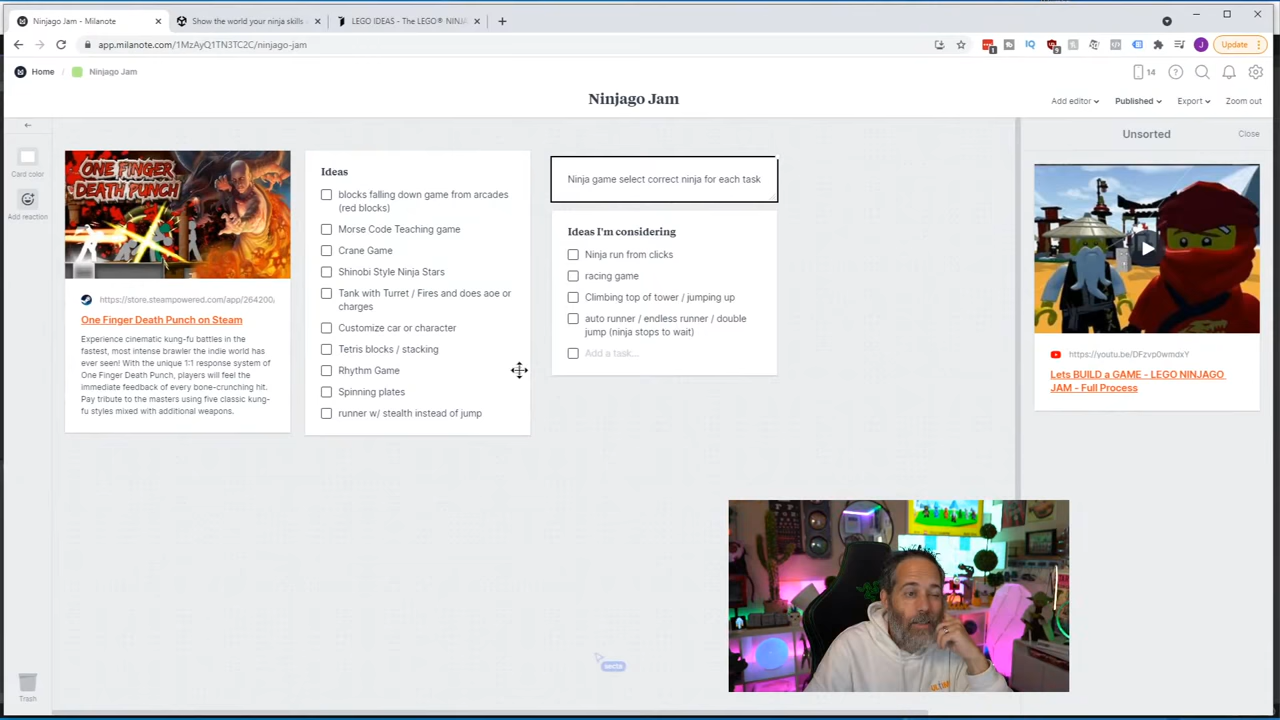 Ninjago Jam - Milanote
Show the world your ninja skills
LEGO IDEAS - The LEGO® NINJA
app.milanote.com/1MzAyQ1TN3TC2C/ninjago-jam
Update
Home / Ninjago Jam
14
Ninjago Jam
Add editor
Published
Export
Zoom out
Card color
Add reaction
Trash
ONE FINGER
DEATH PUNCH
https://store.steampowered.com/app/264200/
One Finger Death Punch on Steam
Experience cinematic kung-fu battles in the
fastest, most intense brawler the indie world has
ever seen! With the unique 1:1 response system of
One Finger Death Punch, players will feel the
immediate feedback of every bone-crunching hit.
Pay tribute to the masters using five classic kung-
fu styles mixed with additional weapons.
Ideas
blocks falling down game from arcades
(red blocks)
Morse Code Teaching game
Crane Game
Shinobi Style Ninja Stars
Tank with Turret / Fires and does aoe or
charges
Customize car or character
Tetris blocks / stacking
Rhythm Game
Spinning plates
runner w/ stealth instead of jump
Ninja game select correct ninja for each task
Ideas I'm considering
Ninja run from clicks
racing game
Climbing top of tower / jumping up
auto runner / endless runner / double
jump (ninja stops to wait)
Add a task...
Unsorted
Close
https://youtu.be/DFzvp0wmdxY
Lets BUILD a GAME - LEGO NINJAGO
JAM - Full Process